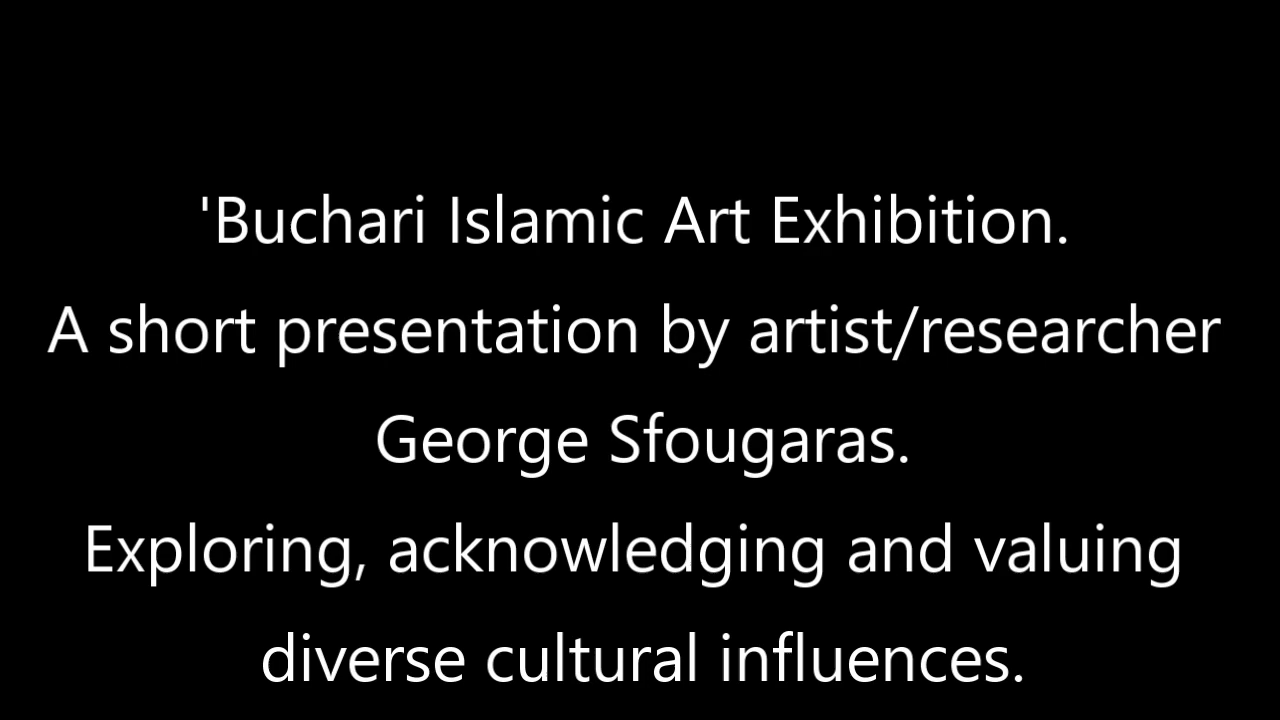 'Buchari Islamic Art Exhibition.
A short presentation by artist/researcher
George Sfougaras.
Exploring, acknowledging and valuing
diverse cultural influences.